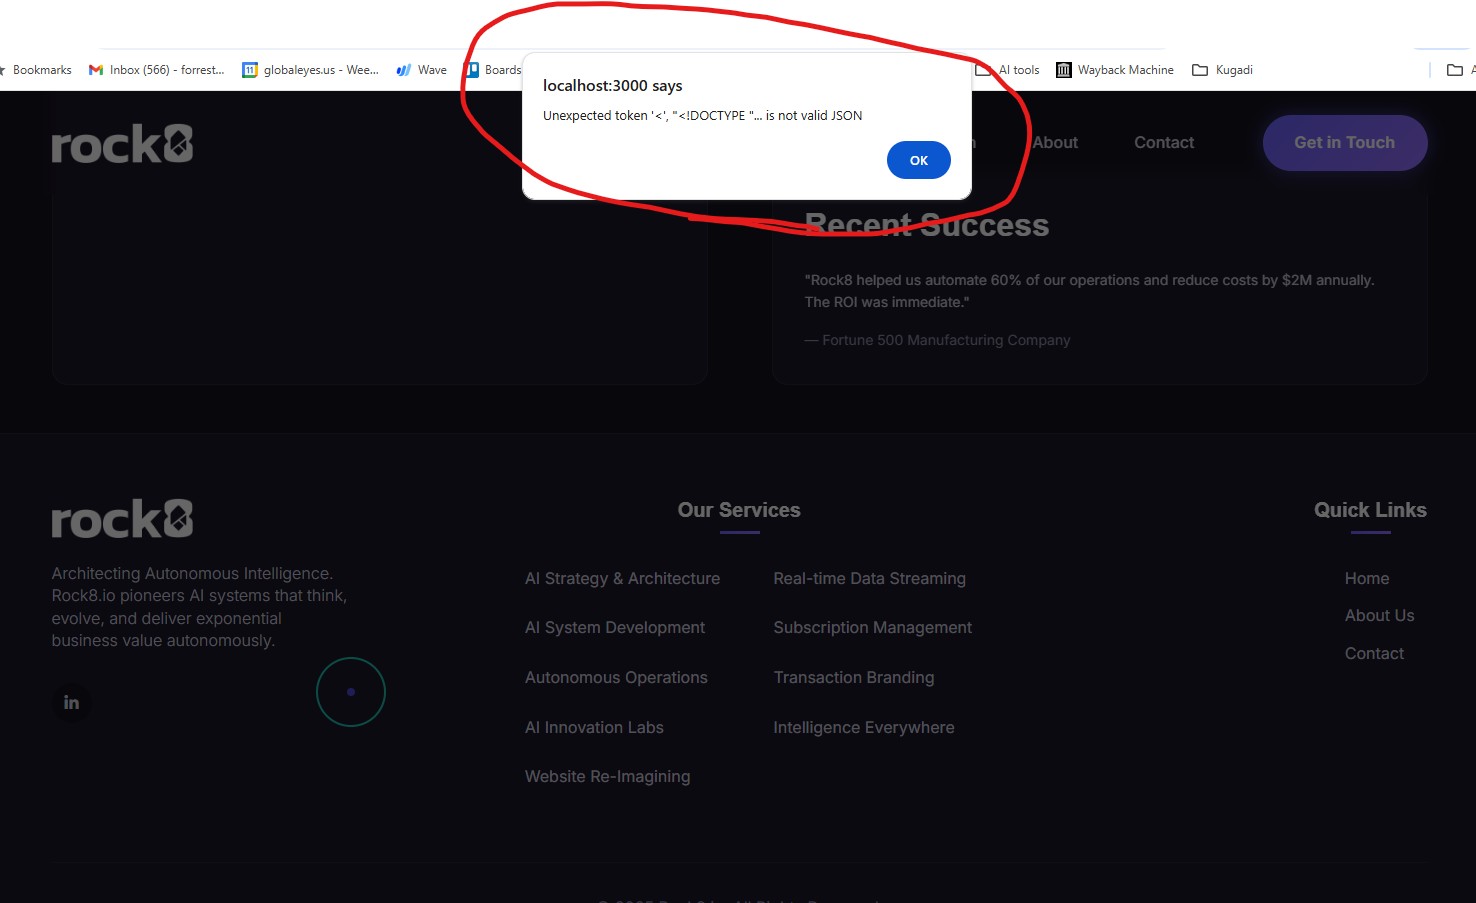 Bookmarks
Inbox (566) - forrest...
11
globaleyes.us - Wee...
Wave
Boards
AI tools
Wayback Machine
Kugadi
localhost:3000 says
Unexpected token '<', "<!DOCTYPE "... is not valid JSON
OK
rock8
About
Contact
Get in Touch
Recent Success
"Rock8 helped us automate 60% of our operations and reduce costs by $2M annually.
The ROI was immediate."
— Fortune 500 Manufacturing Company
rock8
Architecting Autonomous Intelligence.
Rock8.io pioneers AI systems that think,
evolve, and deliver exponential
business value autonomously.
in
Our Services
AI Strategy & Architecture
AI System Development
Autonomous Operations
AI Innovation Labs
Website Re-Imagining
Real-time Data Streaming
Subscription Management
Transaction Branding
Intelligence Everywhere
Quick Links
Home
About Us
Contact